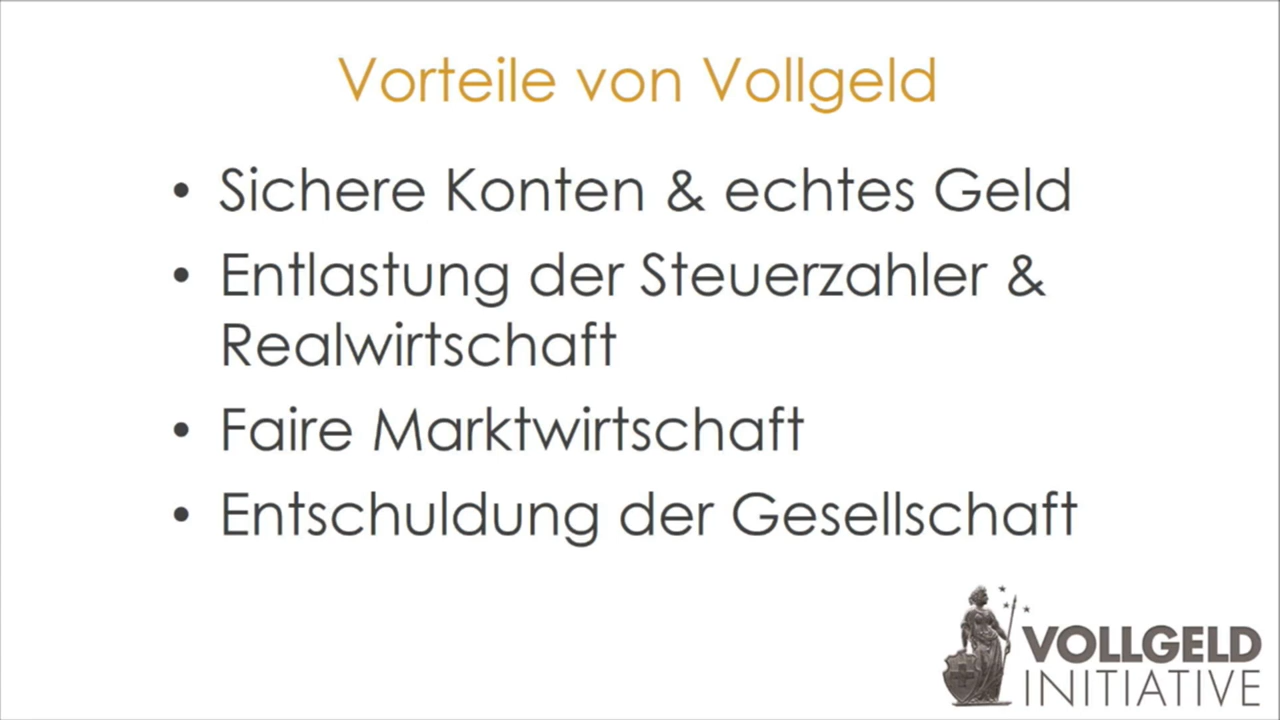 Vorteile von Vollgeld
• Sichere Konten & echtes Geld
• Entlastung der Steuerzahler &
Realwirtschaft
• Faire Marktwirtschaft
• Entschuldung der Gesellschaft
VOLLGELD
INITIATIVE